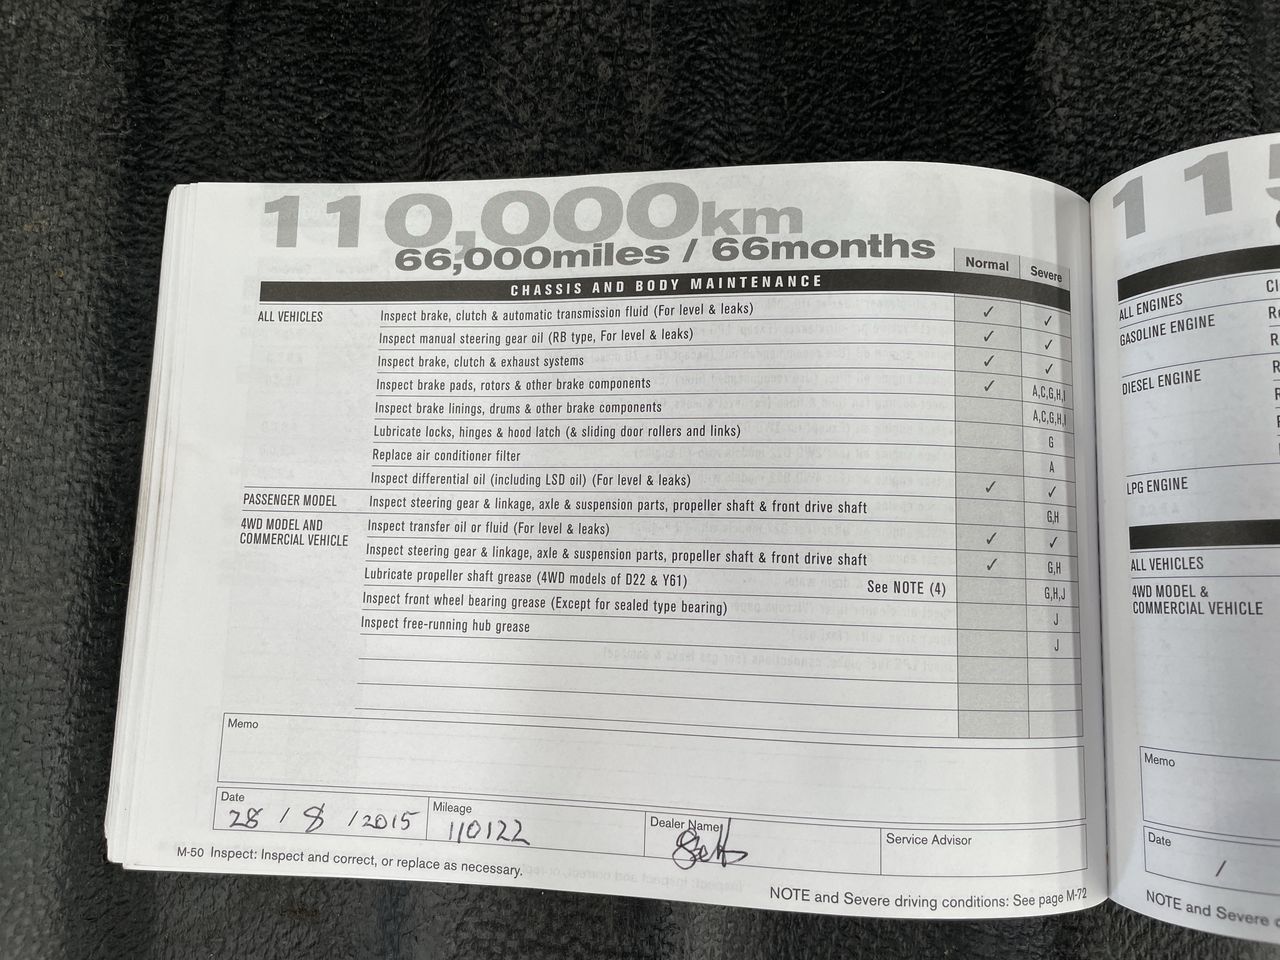 110,000km
66,000miles / 66months
Normal Severe
CHASSIS AND BODY MAINTENANCE
ALL VEHICLES Inspect brake, clutch & automatic transmission fluid (For level & leaks) ✓ ✓
Inspect manual steering gear oil (RB type, For level & leaks) ✓ ✓
Inspect brake, clutch & exhaust systems ✓ ✓
Inspect brake pads, rotors & other brake components ✓ A,C,G,H,I
Inspect brake linings, drums & other brake components A,C,G,H,I
Lubricate locks, hinges & hood latch (& sliding door rollers and links) G
Replace air conditioner filter A
Inspect differential oil (including LSD oil) (For level & leaks) ✓ ✓
PASSENGER MODEL Inspect steering gear & linkage, axle & suspension parts, propeller shaft & front drive shaft G,H
4WD MODEL AND Inspect transfer oil or fluid (For level & leaks) ✓ ✓
COMMERCIAL VEHICLE Inspect steering gear & linkage, axle & suspension parts, propeller shaft & front drive shaft ✓ G,H
Lubricate propeller shaft grease (4WD models of D22 & Y61) See NOTE (4) G,H,J
Inspect front wheel bearing grease (Except for sealed type bearing) J
Inspect free-running hub grease J
Memo
Date Mileage Dealer Name Service Advisor
28 / 8 / 2015 110122
M-50 Inspect: Inspect and correct, or replace as necessary.
NOTE and Severe driving conditions: See page M-72
115
ALL ENGINES
GASOLINE ENGINE
DIESEL ENGINE
LPG ENGINE
ALL VEHICLES
4WD MODEL &
COMMERCIAL VEHICLE
Memo
Date
/
NOTE and Severe